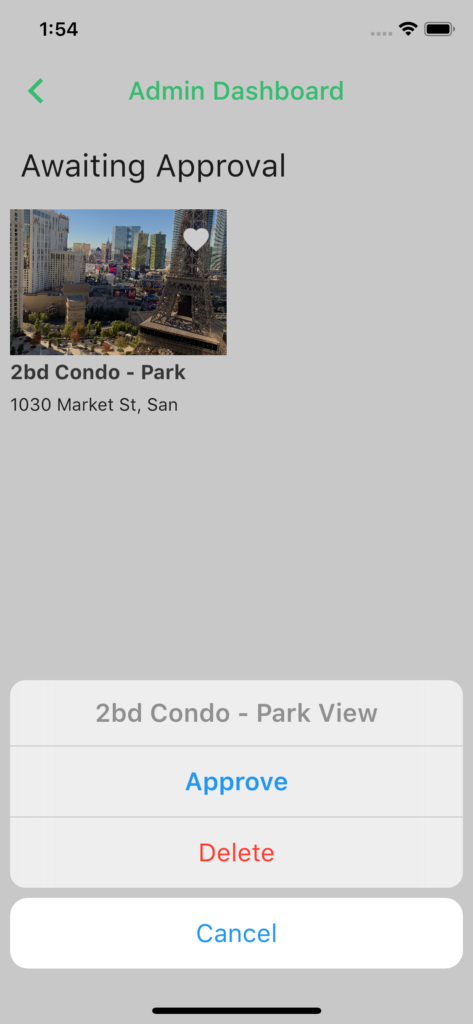 1:54
Admin Dashboard
Awaiting Approval
2bd Condo - Park
1030 Market St, San
2bd Condo - Park View
Approve
Delete
Cancel